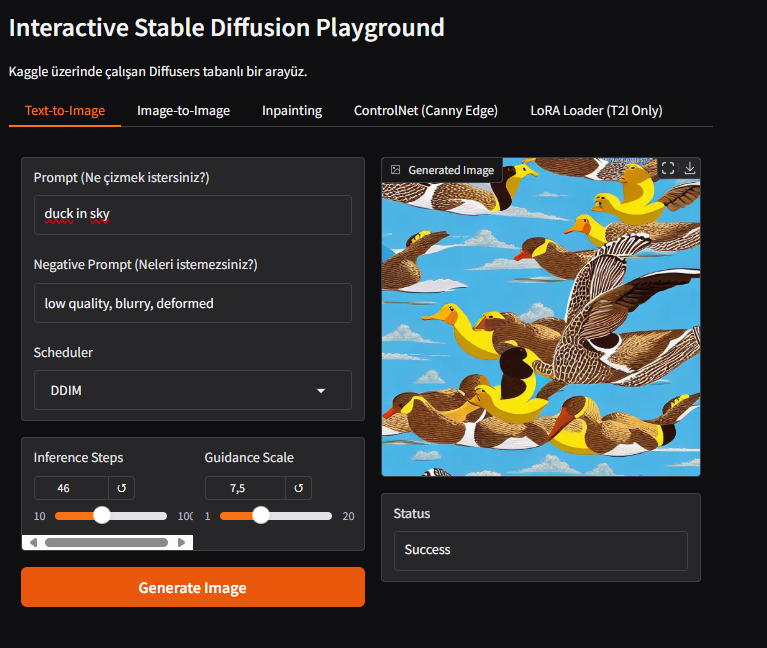 Interactive Stable Diffusion Playground
Kaggle üzerinde çalışan Diffusers tabanlı bir arayüz.
Text-to-Image Image-to-Image Inpainting ControlNet (Canny Edge) LoRA Loader (T2I Only)
Prompt (Ne çizmek istersiniz?)
duck in sky
Negative Prompt (Neleri istemezsiniz?)
low quality, blurry, deformed
Scheduler
DDIM
Inference Steps
46
10 100
Guidance Scale
7,5
1 20
Generate Image
Generated Image
Status
Success